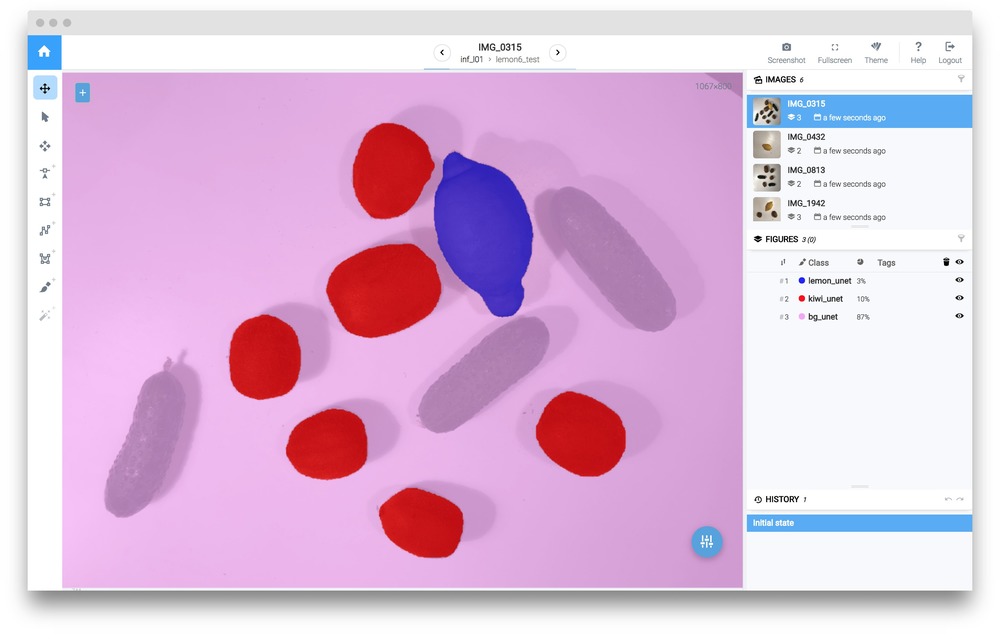 IMG_0315
inf_l01 › lemon6_test
Screenshot
Fullscreen
Theme
? Help
Logout
1067×800
IMAGES 6
IMG_0315
3 a few seconds ago
IMG_0432
2 a few seconds ago
IMG_0813
2 a few seconds ago
IMG_1942
3 a few seconds ago
FIGURES 3 (0)
Class Tags
#1 lemon_unet 3%
#2 kiwi_unet 10%
#3 bg_unet 87%
HISTORY 1
Initial state